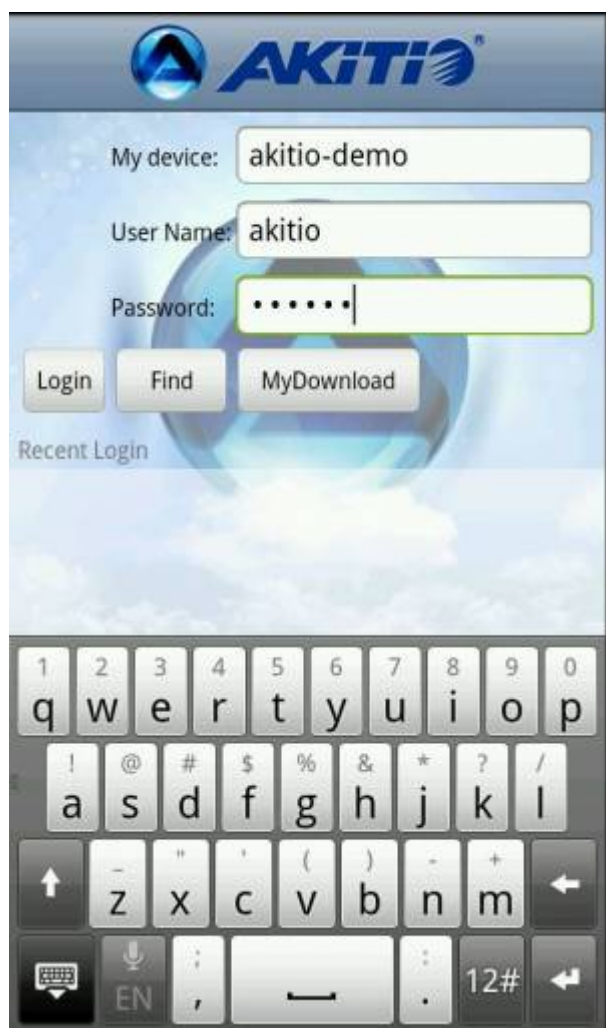 AKiTiO®
My device: akitio-demo
User Name: akitio
Password: ••••••
Login Find MyDownload
Recent Login
1 2 3 4 5 6 7 8 9 0
q w e r t y u i o p
! @ # $ % & * ? /
a s d f g h j k l
_ " ' ( ) - +
z x c v b n m
; :
EN , . 12#